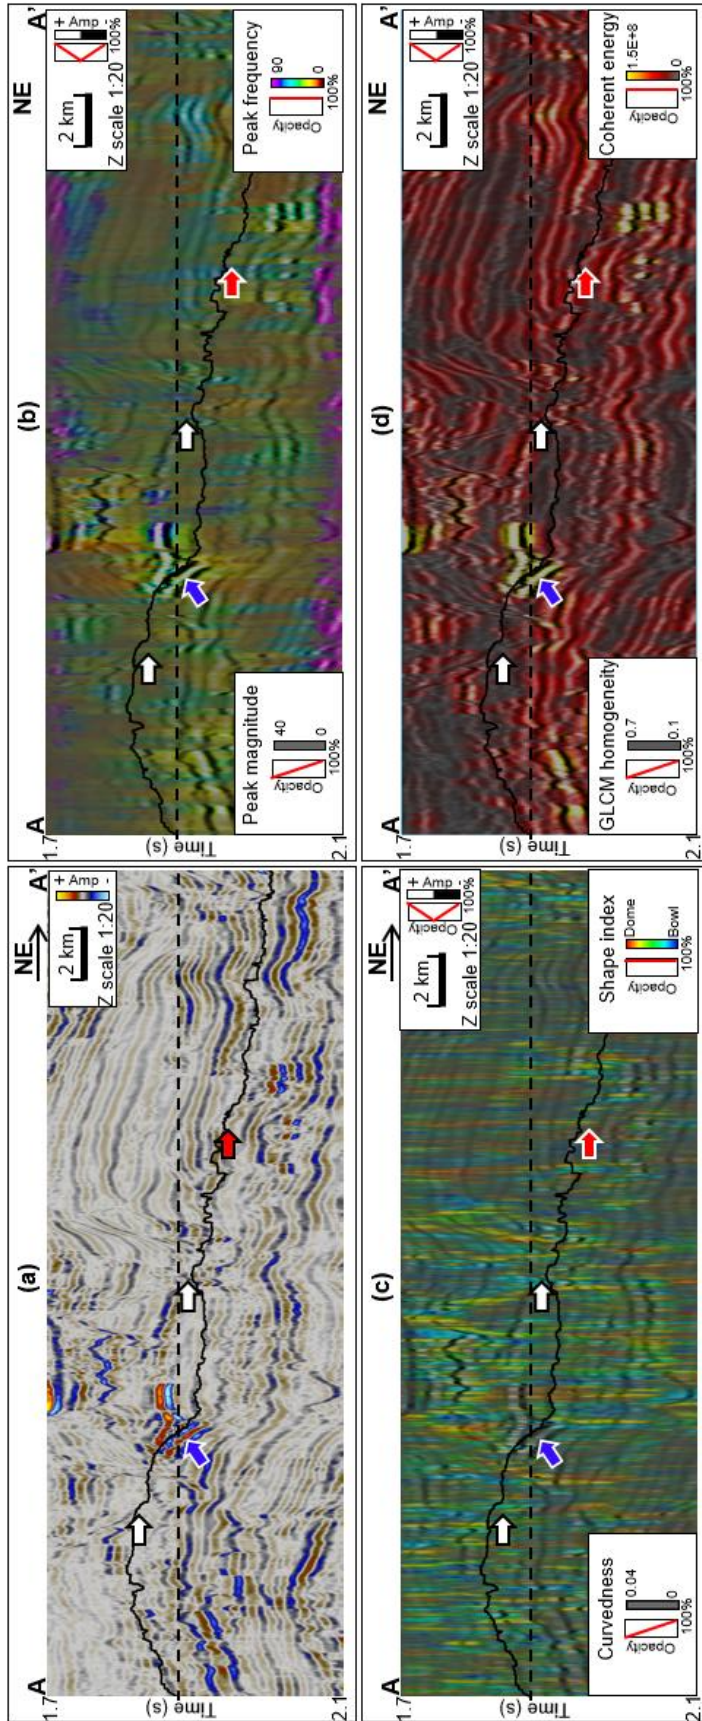 (a)
A
NE
A'
1.7
Time (s)
2.1
2 km
Z scale 1:20
+ Amp -
(b)
A
NE
A'
1.7
Time (s)
2.1
2 km
Z scale 1:20
+ Amp -
100%
Peak magnitude
40
0
Opacity
100%
Peak frequency
90
0
Opacity
100%
(c)
A
NE
A'
1.7
Time (s)
2.1
2 km
Z scale 1:20
+ Amp -
Opacity
100%
Curvedness
0.04
0
Opacity
100%
Shape index
Dome
Bowl
Opacity
100%
(d)
A
NE
A'
1.7
Time (s)
2.1
2 km
Z scale 1:20
+ Amp -
100%
GLCM homogeneity
0.7
0.1
Opacity
100%
Coherent energy
1.5E+8
0
Opacity
100%